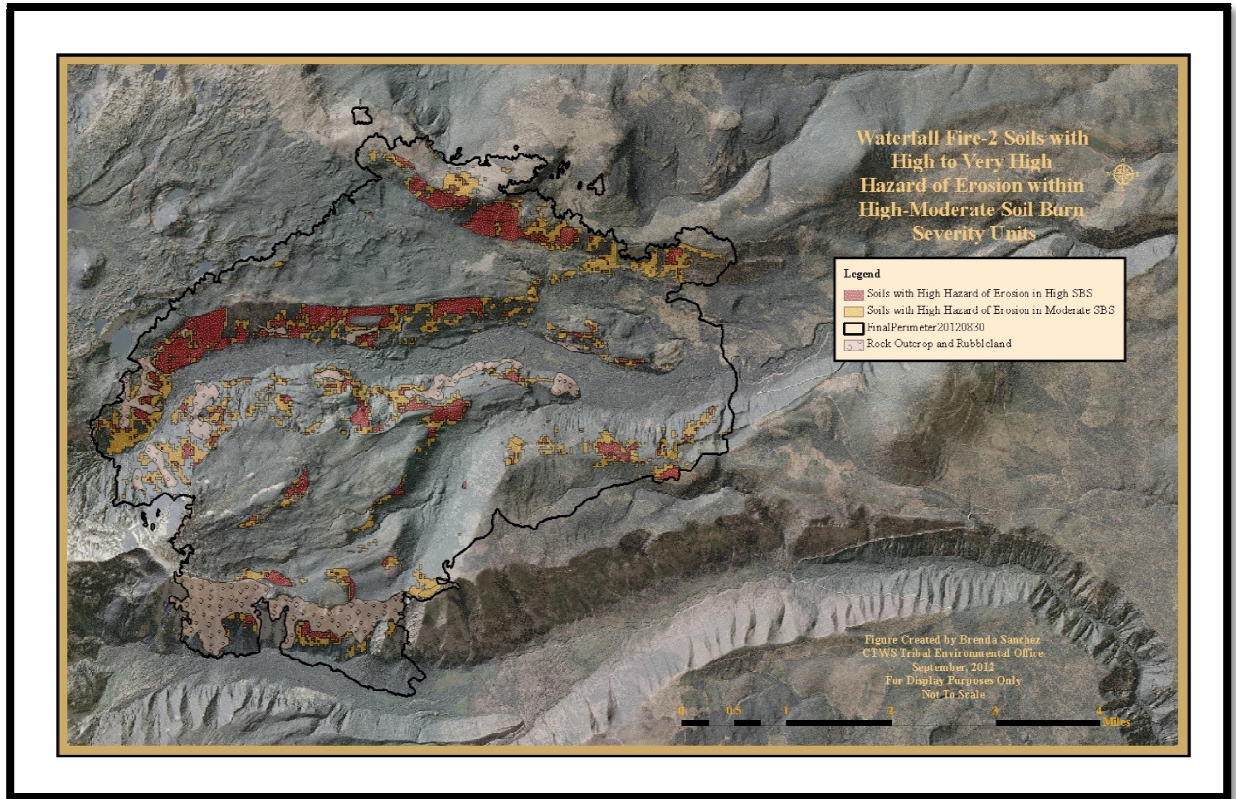 Waterfall Fire-2 Soils with
High to Very High
Hazard of Erosion within
High-Moderate Soil Burn
Severity Units
Legend
Soils with High Hazard of Erosion in High SBS
Soils with High Hazard of Erosion in Moderate SBS
FinalPerimeter20120830
Rock Outcrop and Rubbleland
Figure Created by Brenda Sanchez
CTWS Tribal Environmental Office
September, 2012
For Display Purposes Only
Not To Scale
0 0.5 1 2 3 4
Miles